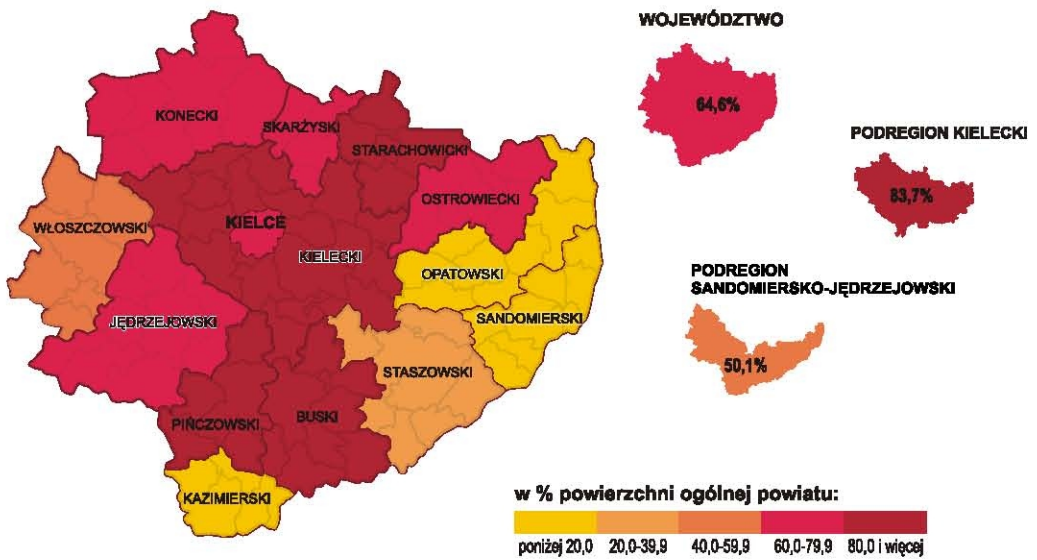 WOJEWÓDZTWO
64,6%
PODREGION KIELECKI
83,7%
PODREGION
SANDOMIERSKO-JĘDRZEJOWSKI
50,1%
KONECKI
SKARŻYSKI
STARACHOWICKI
OSTROWIECKI
WŁOSZCZOWSKI
KIELCE
KIELECKI
OPATOWSKI
SANDOMIERSKI
JĘDRZEJOWSKI
STASZOWSKI
PIŃCZOWSKI
BUSKI
KAZIMIERSKI
w % powierzchni ogólnej powiatu:
poniżej 20,0 20,0-39,9 40,0-59,9 60,0-79,9 80,0 i więcej